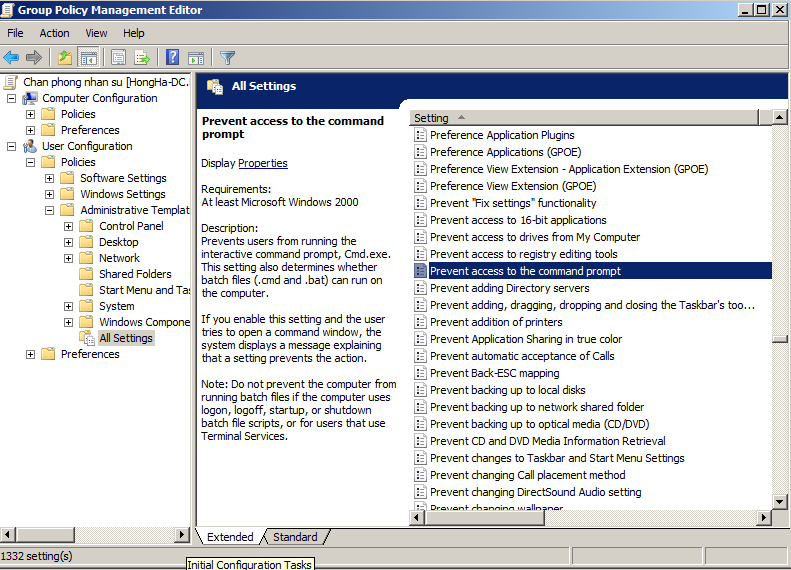 Group Policy Management Editor
File Action View Help
Chan phong nhan su [HongHa-DC.
Computer Configuration
Policies
Preferences
User Configuration
Policies
Software Settings
Windows Settings
Administrative Templat
Control Panel
Desktop
Network
Shared Folders
Start Menu and Tas
System
Windows Compone
All Settings
Preferences
All Settings
Prevent access to the command
prompt
Display Properties
Requirements:
At least Microsoft Windows 2000
Description:
Prevents users from running the
interactive command prompt, Cmd.exe.
This setting also determines whether
batch files (.cmd and .bat) can run on
the computer.
If you enable this setting and the user
tries to open a command window, the
system displays a message explaining
that a setting prevents the action.
Note: Do not prevent the computer from
running batch files if the computer uses
logon, logoff, startup, or shutdown
batch file scripts, or for users that use
Terminal Services.
Setting
Preference Application Plugins
Preference Applications (GPOE)
Preference View Extension - Application Extension (GPOE)
Preference View Extension (GPOE)
Prevent "Fix settings" functionality
Prevent access to 16-bit applications
Prevent access to drives from My Computer
Prevent access to registry editing tools
Prevent access to the command prompt
Prevent adding Directory servers
Prevent adding, dragging, dropping and closing the Taskbar's too...
Prevent addition of printers
Prevent Application Sharing in true color
Prevent automatic acceptance of Calls
Prevent Back-ESC mapping
Prevent backing up to local disks
Prevent backing up to network shared folder
Prevent backing up to optical media (CD/DVD)
Prevent CD and DVD Media Information Retrieval
Prevent changes to Taskbar and Start Menu Settings
Prevent changing Call placement method
Prevent changing DirectSound Audio setting
Prevent changing wallpaper
Extended Standard
1332 setting(s)
Initial Configuration Tasks